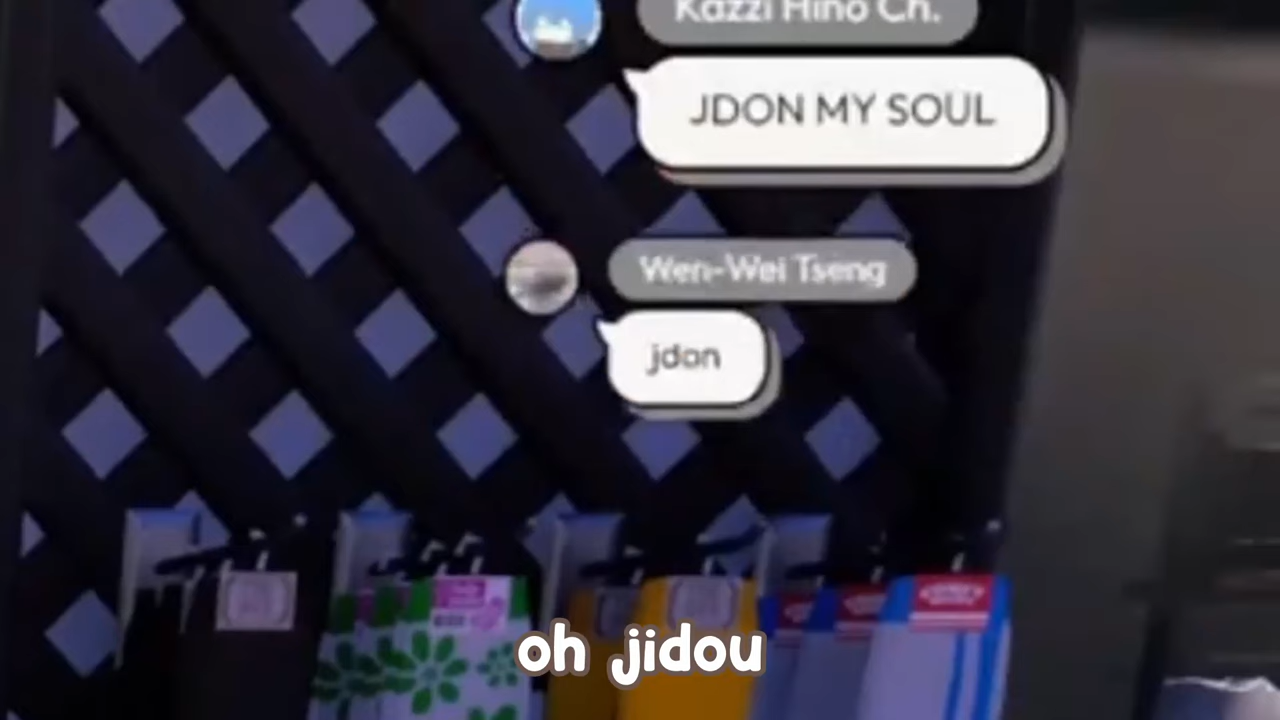 Kazzi Hino Ch.
JDON MY SOUL
Wen-Wei Tseng
jdon
oh jidou